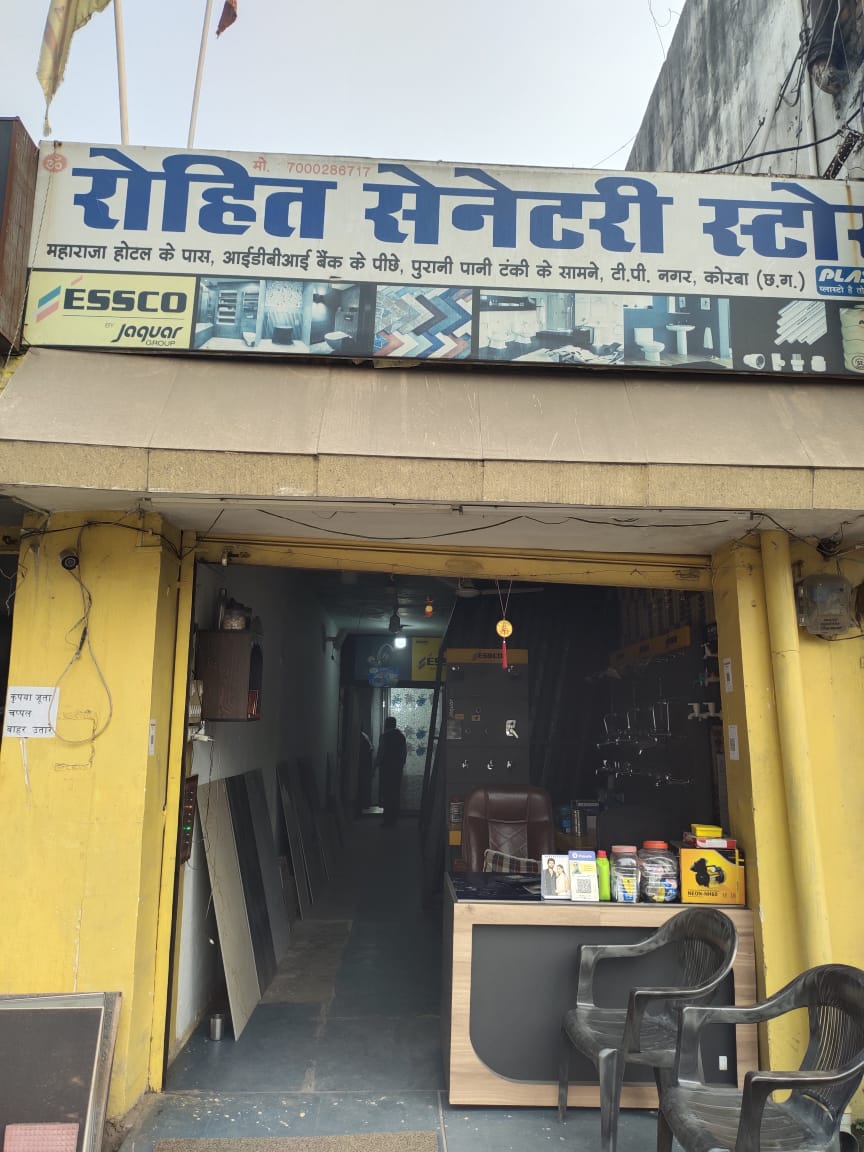 ॐ
मो. 7000286717
रोहित सेनेटरी स्टोर
महाराजा होटल के पास, आईडीबीआई बैंक के पीछे, पुरानी पानी टंकी के सामने, टी.पी. नगर, कोरबा (छ.ग.)
ESSCO
BY Jaquar
GROUP
ESSCO
कृपया जूता
चप्पल
बाहर उतारे